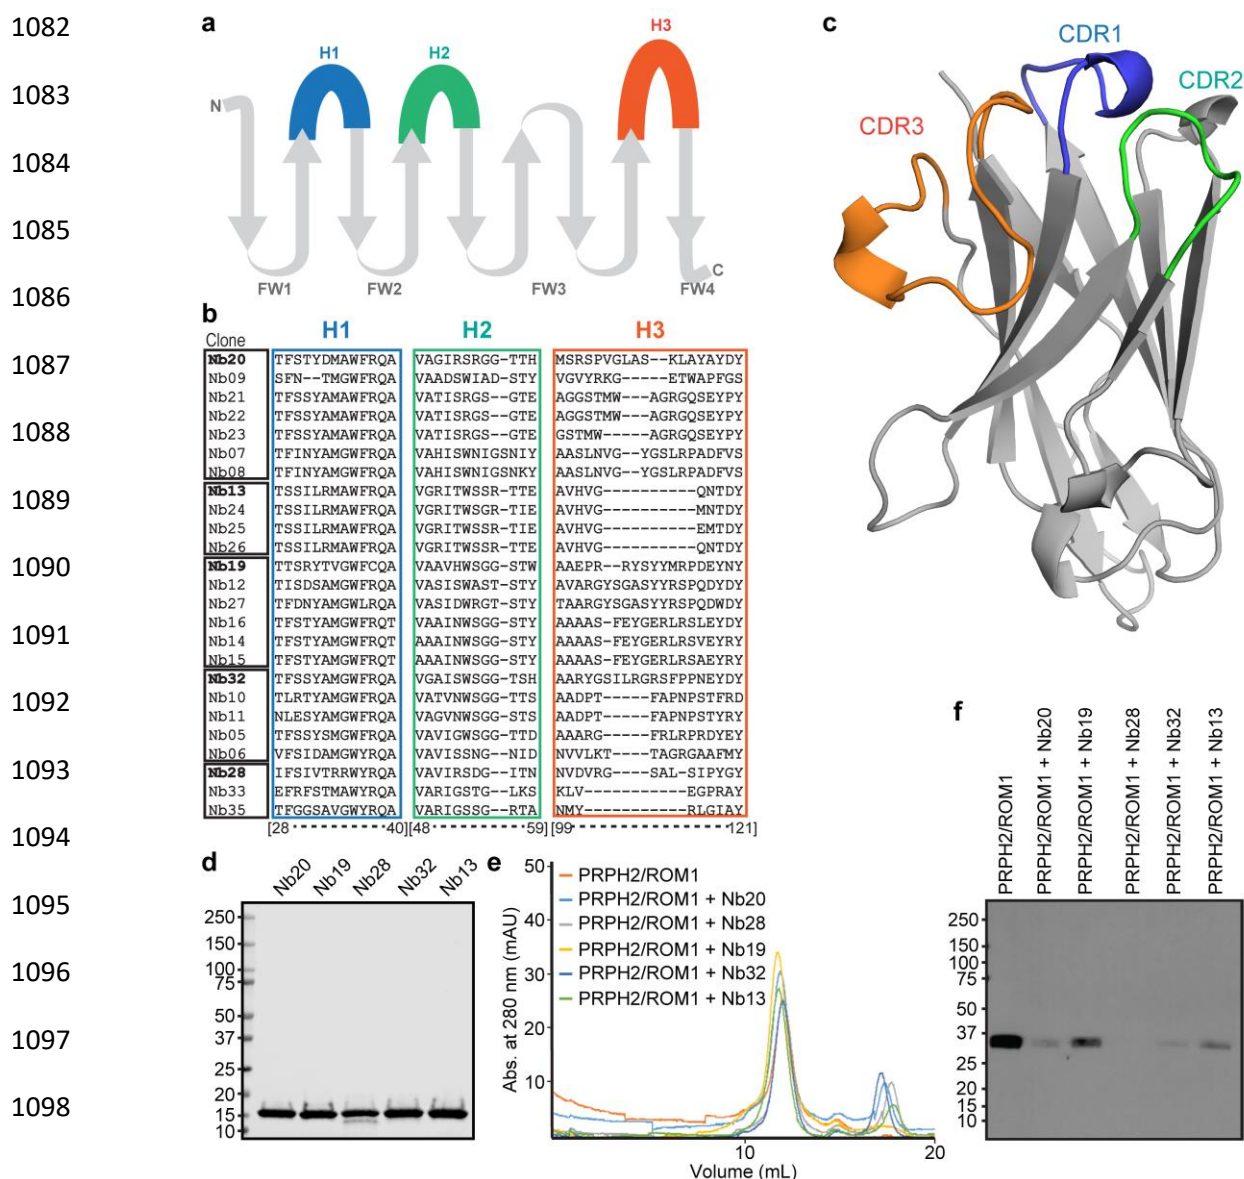 1082
1083
1084
1085
1086
1087
1088
1089
1090
1091
1092
1093
1094
1095
1096
1097
1098
a
H1
H2
H3
N
C
FW1
FW2
FW3
FW4
b
Clone
H1
H2
H3
Nb20 TFSTYDMAWFRQA VAGIRSRGG-TTH MSRSPVGLAS--KLAYAYDY
Nb09 SFN--TMGWFRQA VAADSWIAD-STY VGVYRKG-----ETWAPFGS
Nb21 TFSSYAMAWFRQA VATISRGS--GTE AGGSTMW---AGRGQSEYPY
Nb22 TFSSYAMAWFRQA VATISRGS--GTE AGGSTMW---AGRGQSEYPY
Nb23 TFSSYAMAWFRQA VATISRGS--GTE GSTMW-----AGRGQSEYPY
Nb07 TFINYAMAWFRQA VAHISWNIGSNIY AASLNVG--YGSLRPADFVS
Nb08 TFINYAMAWFRQA VAHISWNIGSNKY AASLNVG--YGSLRPADFVS
Nb13 TSSILRMAWFRQA VGRITWSSR-TTE AVHVG----------QNTDY
Nb24 TSSILRMAWFRQA VGRITWSGR-TIE AVHVG----------MNTDY
Nb25 TSSILRMAWFRQA VGRITWSSR-TIE AVHVG----------EMTDY
Nb26 TSSILRMAWFRQA VGRITWSSR-TTE AVHVG----------QNTDY
Nb19 TTSRYTVGWFCQA VAAVHWSGG-STW AAEPR--RYSYYMRPDEYNY
Nb12 TISDSAMGWFRQA VASISWAST-STY AVARGYSGASYYRSPQDYDY
Nb27 TFDNYAMGWLRQA VASIDWRGT-STY TAARGYSGASYYRSPQDWDY
Nb16 TFSTYAMGWFRQT VAAINWSGG-STY AAAAS-FEYGERLRSLEYDY
Nb14 TFSTYAMGWFRQT VAAINWSGG-STY AAAAS-FEYGERLRSVEYRY
Nb15 TFSTYAMGWFRQT AAAINWSGG-STY AAAAS-FEYGERLRSAEYRY
Nb32 TFSSYAMGWFRQA VGAISWSGG-TSH AARYGSILRGRSFPPNEYDY
Nb10 TLRTYAMGWFRQA VATVNWSGG-TTS AADPT-----FAPNPSTFRD
Nb11 NLESYAMGWFRQA VAGVNWSGG-STS AADPT-----FAPNPSTYRY
Nb05 TFSSYSMGWFRQA VAVIGWSGG-TTD AAARG-----FRLRPRDYEY
Nb06 VFSIDAMGWYRQA VAVISSNG--NID NVVLKT----TAGRGAAFMY
Nb28 IFSIVTRRWYRQA VAVIRSDG--ITN NVDVRG----SAL-SIPYGY
Nb33 EFRFSTMAWYRQA VARIGSTG--LKS KLV-----------EGPRAY
Nb35 TFGGSAVGWYRQA VARIGSSG--RTA NMY-----------RLGIAY
[28 40][48 59][99 121]
c
CDR1
CDR2
CDR3
d
Nb20 Nb19 Nb28 Nb32 Nb13
250
150
100
75
50
37
25
20
15
10
e
50
40
30
20
10
Abs. at 280 nm (mAU)
PRPH2/ROM1
PRPH2/ROM1 + Nb20
PRPH2/ROM1 + Nb28
PRPH2/ROM1 + Nb19
PRPH2/ROM1 + Nb32
PRPH2/ROM1 + Nb13
10
20
Volume (mL)
f
PRPH2/ROM1
PRPH2/ROM1 + Nb20
PRPH2/ROM1 + Nb19
PRPH2/ROM1 + Nb28
PRPH2/ROM1 + Nb32
PRPH2/ROM1 + Nb13
250
150
100
75
50
37
25
20
15
10